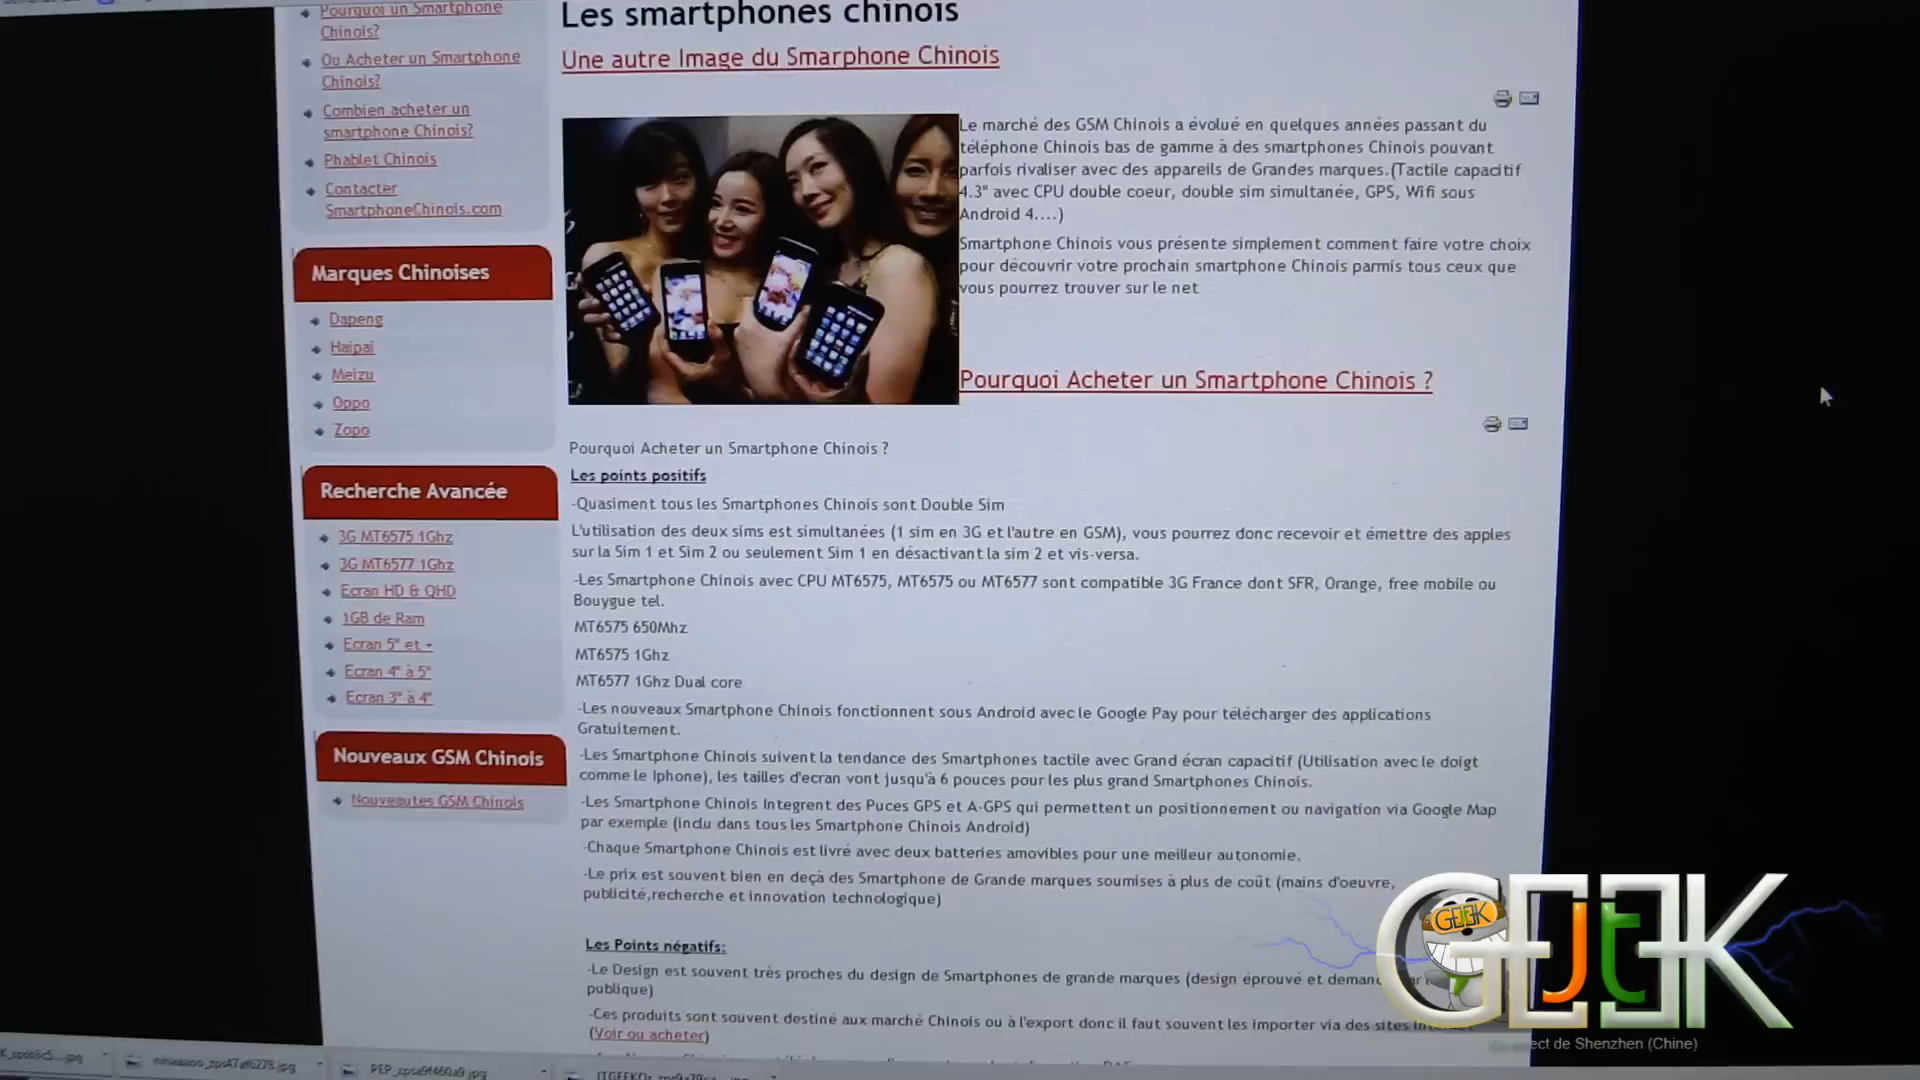 Pourquoi un Smartphone
Chinois?
Ou Acheter un Smartphone
Chinois?
Combien acheter un
smartphone Chinois?
Phablet Chinois
Contacter
SmartphoneChinois.com
Marques Chinoises
Dapeng
Haipai
Meizu
Oppo
Zopo
Recherche Avancée
3G MT6575 1Ghz
3G MT6577 1Ghz
Ecran HD & QHD
1GB de Ram
Ecran 5" et +
Ecran 4" à 5"
Ecran 3" à 4"
Nouveaux GSM Chinois
Nouveautes GSM Chinois
Les smartphones chinois
Une autre Image du Smarphone Chinois
Le marché des GSM Chinois a évolué en quelques années passant du
téléphone Chinois bas de gamme à des smartphones Chinois pouvant
parfois rivaliser avec des appareils de Grandes marques.(Tactile capacitif
4.3" avec CPU double coeur, double sim simultanée, GPS, Wifi sous
Android 4....)
Smartphone Chinois vous présente simplement comment faire votre choix
pour découvrir votre prochain smartphone Chinois parmis tous ceux que
vous pourrez trouver sur le net
Pourquoi Acheter un Smartphone Chinois ?
Pourquoi Acheter un Smartphone Chinois ?
Les points positifs
-Quasiment tous les Smartphones Chinois sont Double Sim
L'utilisation des deux sims est simultanées (1 sim en 3G et l'autre en GSM), vous pourrez donc recevoir et émettre des apples
sur la Sim 1 et Sim 2 ou seulement Sim 1 en désactivant la sim 2 et vis-versa.
-Les Smartphone Chinois avec CPU MT6575, MT6575 ou MT6577 sont compatible 3G France dont SFR, Orange, free mobile ou
Bouygue tel.
MT6575 650Mhz
MT6575 1Ghz
MT6577 1Ghz Dual core
-Les nouveaux Smartphone Chinois fonctionnent sous Android avec le Google Pay pour télécharger des applications
Gratuitement.
-Les Smartphone Chinois suivent la tendance des Smartphones tactile avec Grand écran capacitif (Utilisation avec le doigt
comme le Iphone), les tailles d'ecran vont jusqu'à 6 pouces pour les plus grand Smartphones Chinois.
-Les Smartphone Chinois Integrent des Puces GPS et A-GPS qui permettent un positionnement ou navigation via Google Map
par exemple (inclu dans tous les Smartphone Chinois Android)
-Chaque Smartphone Chinois est livré avec deux batteries amovibles pour une meilleur autonomie.
-Le prix est souvent bien en deçà des Smartphone de Grande marques soumises à plus de coût (mains d'oeuvre,
publicité,recherche et innovation technologique)
Les Points négatifs:
-Le Design est souvent très proches du design de Smartphones de grande marques (design éprouvé et
publique)
-Ces produits sont souvent destiné aux marché Chinois ou à l'export donc il faut souvent les importer via des sites
(Voir ou acheter)
GEEK
GEJtEK
de Shenzhen (Chine)